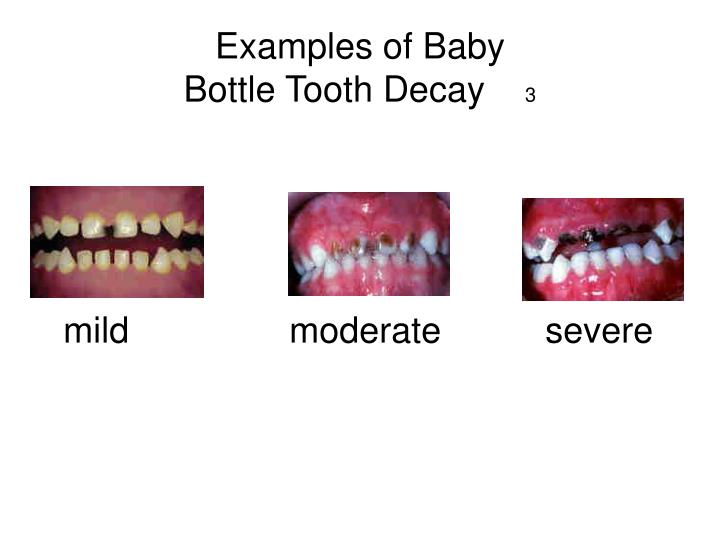 Examples of Baby
Bottle Tooth Decay 3
mild moderate severe